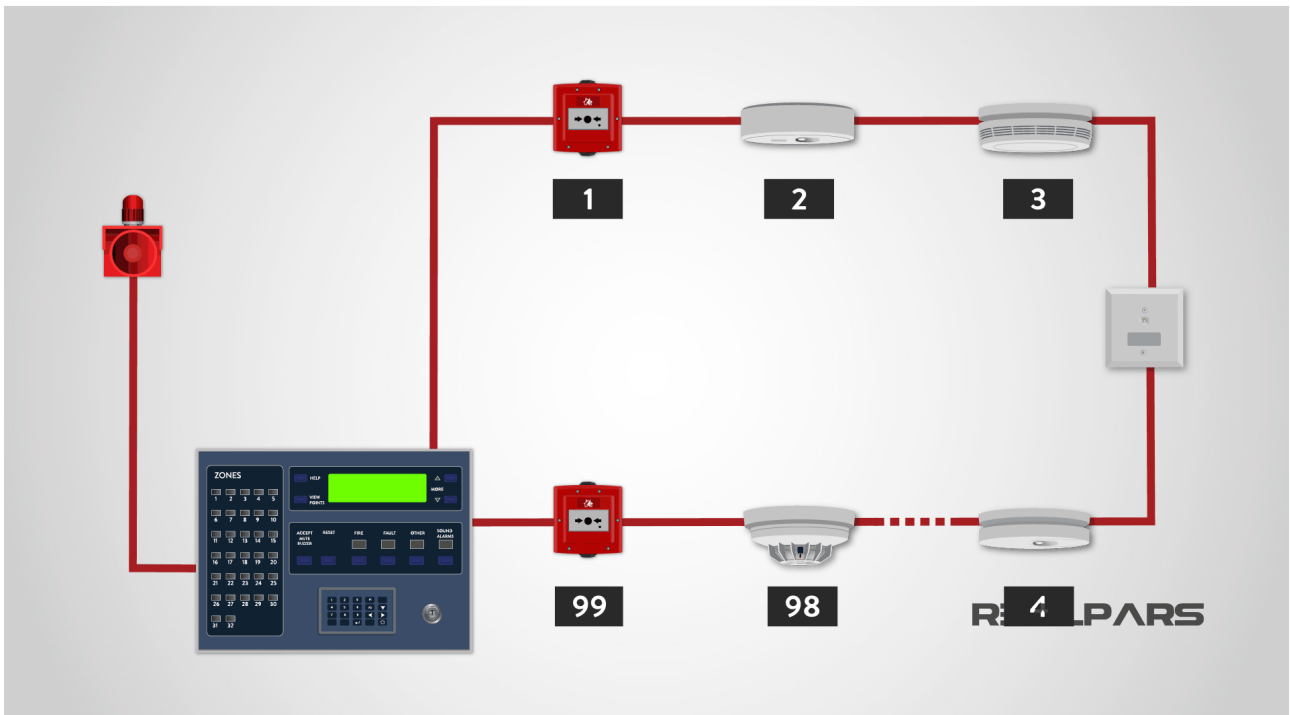 1
2
3
ZONES
1 2 3 4 5
6 7 8 9 10
11 12 13 14 15
16 17 18 19 20
21 22 23 24 25
26 27 28 29 30
31 32
HELP
VIEW
POINTS
MORE
ACCEPT
MUTE
BUZZER
RESET
FIRE
FAULT
OTHER
SOUND
ALARMS
99
98
4